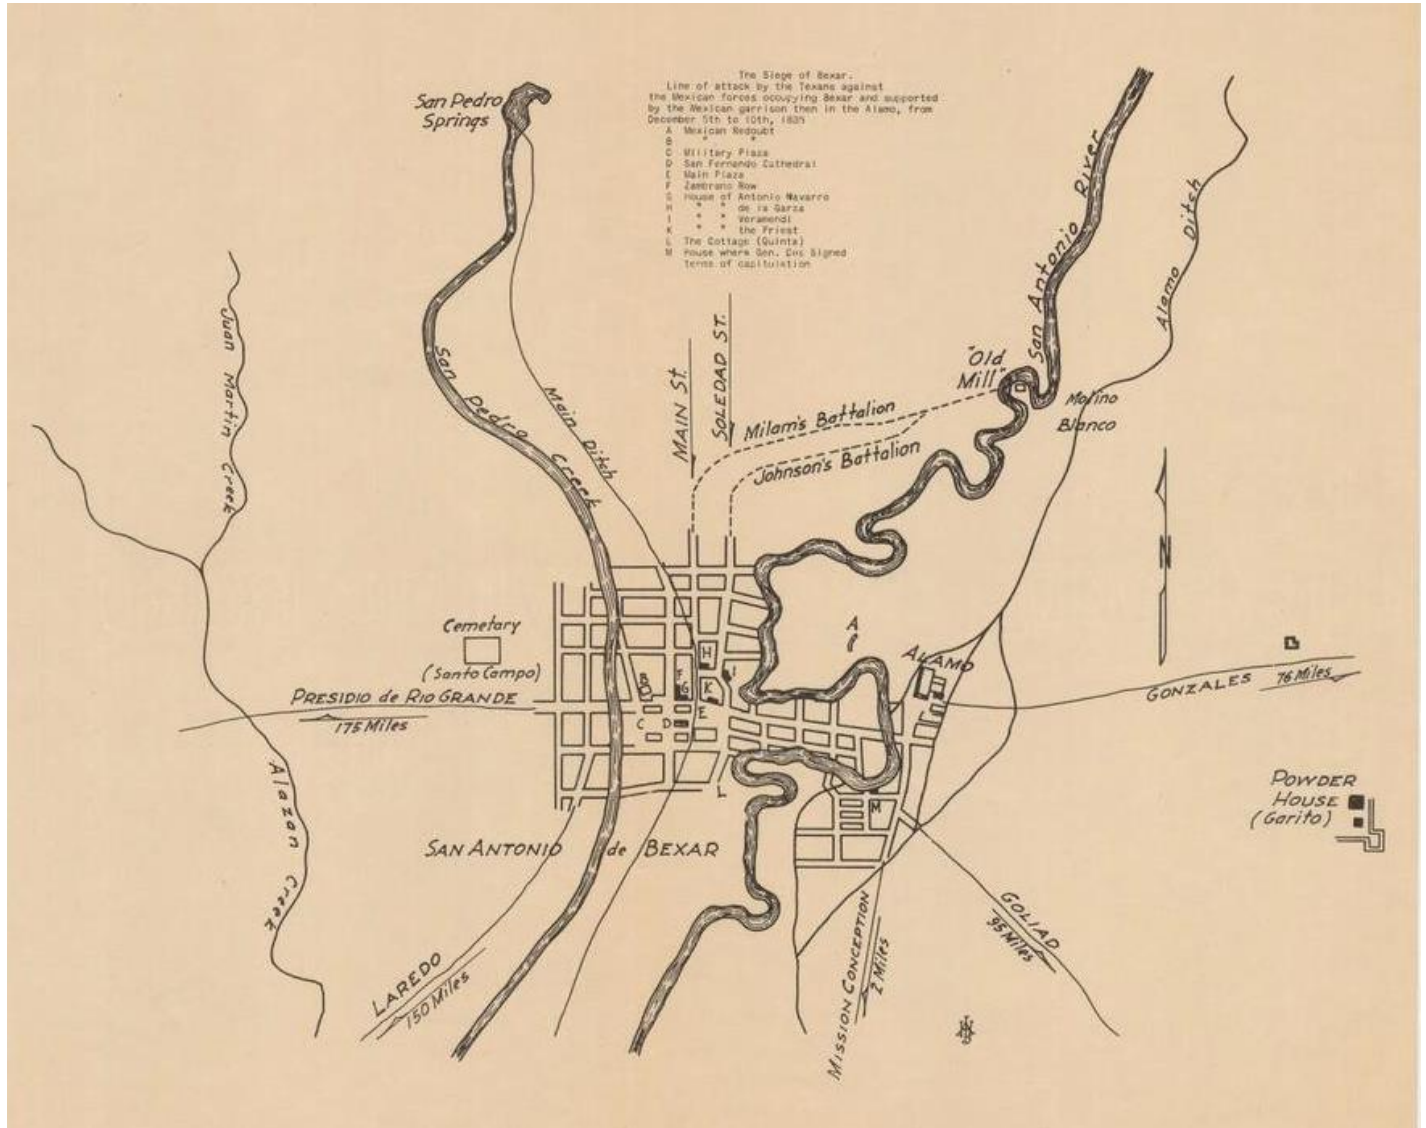 The Siege of Bexar.
Line of attack by the Texans against
the Mexican forces occupying Bexar and supported
by the Mexican garrison then in the Alamo, from
December 5th to 10th, 1835
A Mexican Redoubt
B " "
C Military Plaza
D San Fernando Cathedral
E Main Plaza
F Zambrano Row
G House of Antonio Navarro
H " " de la Garza
I " " Veramendi
K " " the Priest
L The Cottage (Quinta)
M House where Gen. Cos Signed
terms of capitulation
San Pedro
Springs
San Antonio River
Alamo Ditch
Juan Martin Creek
San Pedro Creek
Main Ditch
MAIN St.
SOLEDAD ST.
"Old
Mill"
Molino
Blanco
Milam's Battalion
Johnson's Battalion
N
Cemetary
(Santo Campo)
PRESIDIO de RIO GRANDE
175 Miles
A
ALAMO
GONZALES 76 Miles
H
F
G
K
I
B
E
C D
L
M
Alazan Creek
POWDER
HOUSE
(Garito)
SAN ANTONIO de BEXAR
LAREDO
150 Miles
MISSION CONCEPTION
2 Miles
GOLIAD
95 Miles